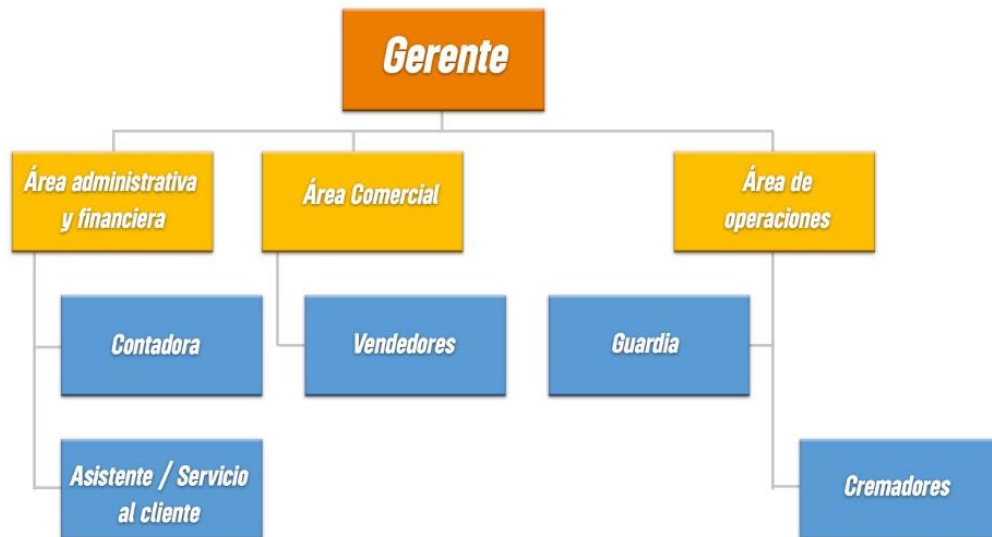 Gerente
Área administrativa
y financiera
Área Comercial
Área de
operaciones
Contadora
Vendedores
Guardia
Asistente / Servicio
al cliente
Cremadores